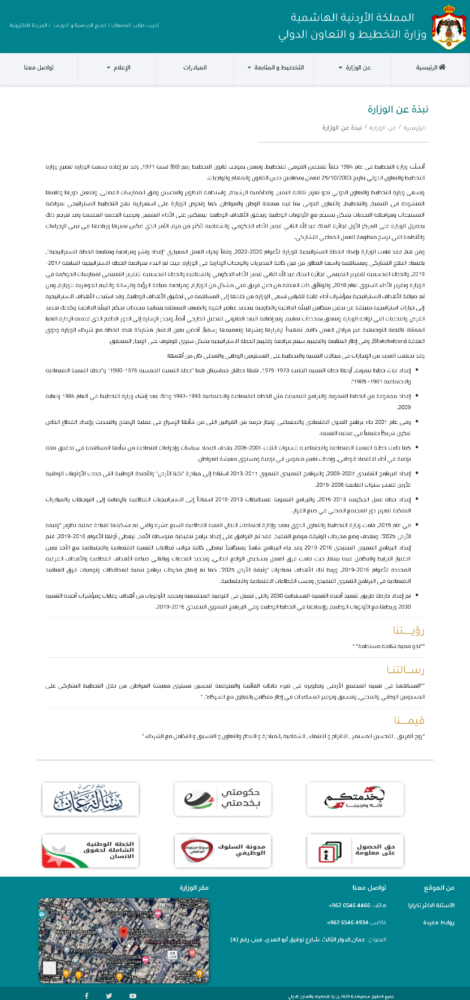 المملكة الأردنية الهاشمية
وزارة التخطيط و التعاون الدولي
تدريب طلاب الجامعات / المنح الدراسية و الدورات / الجريدة الالكترونية
الرئيسية
عن الوزارة
التخطيط و المتابعة
المبادرات
الإعلام
تواصل معنا
نبذة عن الوزارة
الرئيسية / عن الوزارة / نبذة عن الوزارة
أنشئت وزارة التخطيط في عام 1984 خلفاً للمجلس القومي للتخطيط، وتعمل بموجب قانون التخطيط رقم (68) لسنة 1971، وقد تم إعادة تسمية الوزارة لتصبح وزارة
التخطيط والتعاون الدولي بتاريخ 25/10/2003 لتعمل بمضامين نفس القانون والمهام والواجبات.
وتسعى وزارة التخطيط والتعاون الدولي نحو تعزيز ثقافة التميز، والحاكمية الرشيدة، واستدامة التطوير والتحسين وفق الممارسات الفضلى، وتفعيل دورها وغايتها
المنشودة في التنمية، والتخطيط، والتعاون الدولي بما فيه مصلحة الوطن والمواطن، كما وتحرص الوزارة على استمرارية نهج التخطيط الاستراتيجي لمواكبة
المستجدات ومواجهة التحديات بشكل ينسجم مع الأولويات الوطنية ويحقق الأهداف الوطنية لينعكس على الأداء المتميز، ونوعية الخدمة المقدمة وقد تترجم ذلك
بحصول الوزارة على المركز الأول لجائزة الملك عبدالله الثاني لتميز الأداء الحكومي والشفافية لأكثر من مرة، الأمر الذي عكس تميزها وريادتها في تبني الإجراءات
والأنظمة التي ترسخ منظومة العمل الجماعي التشاركي.
ومن هنا، فقد قامت الوزارة بإعداد الخطة الاستراتيجية للوزارة للأعوام 2020-2022، وفقاً لإجراء العمل المعياري "إعداد ونشر ومراجعة ومتابعة الخطة الاستراتيجية"،
باعتماد النهج التشاركي وبمساهمة واسعة النطاق من قبل كافة المديريات والوحدات الإدارية في الوزارة، حيث تم البدء بمراجعة الخطة الاستراتيجية السابقة 2017-
2019، والخطة التحسينية للتقرير التقييمي لجائزة الملك عبدالله الثاني لتميز الأداء الحكومي والشفافية والخطة التحسينية للتقرير التقييمي لممارسات الحوكمة في
الوزارة وتقرير الأداء السنوي لعام 2018، والوثائق ذات العلاقة من خلال فريق فني مشكل من الوزارة، ومراجعة صياغة الرؤية والرسالة والقيم الجوهرية للوزارة، ومن
ثم صياغة الأهداف الاستراتيجية بمؤشرات أداء قابلة للقياس تسعى الوزارة من خلالها إلى المساهمة في تحقيق الأهداف الوطنية، وقد استندت الأهداف الاستراتيجية
إلى خيارات استراتيجية منبثقة عن تحليل متكامل للبيئة الداخلية والخارجية بتحديد عناصر القوة والضعف المتعلقة بثمانية محددات تحكم البيئة الداخلية وكذلك تحديد
الفرص والتحديات التي تواجه الوزارة وتتعلق بمحددات ثمانية، وتم إضافة البعد القانوني للتحليل الخارجي أيضاً. وتجدر الإشارة إلى الدور الداعم الذي قدمته الإدارة العليا
الممثلة باللجنة التوجيهية عبر مراحل العمل كافة، تمهيداً لإقرارها ونشرها وتعميمها رسمياً، آخذين بعين الاعتبار مشاركة هذه الخطة مع شركاء الوزارة وذوي
العلاقة (Stakeholders)، وفي إطار المتابعة والتقييم سيتم مراجعة وتقييم الخطة الاستراتيجية بشكل سنوي للوقوف على الإنجاز المتحقق.
وقد تحققت العديد من الإنجازات في مجالات التنمية والتخطيط على المستويين الوطني والمحلي كان من أهمها:
إعداد ثلاث خطط تنموية، أولها خطة التنمية الثلاثية 1973-1975، تلتها خطتان خماسيتان هما "خطة التنمية الخمسية 1976-1980" و"خطة التنمية الاقتصادية
والاجتماعية 1981- 1985".
إعداد مجموعة من الخطط التنموية والبرامج التنفيذية مثل الخطة الاقتصادية والاجتماعية 1993-1997 وذلك بعد إنشاء وزارة التخطيط في العام 1984 ولغاية
2009.
وفي عام 2001 جاء برنامج التحول الاقتصادي والاجتماعي لإنجاز حزمة من القوانين التي من شأنها الإسراع في عملية الإصلاح والتحديث وإعداد القطاع الخاص
ليكون شريكاً حقيقياً في عملية التنمية.
كما جاءت خطة التنمية الاقتصادية والاجتماعية للسنوات الثلاث 2004-2006 بهدف اعتماد سياسات وإجراءات اقتصادية من شأنها المساهمة في تحقيق نقلة
نوعية في أداء الاقتصاد الوطني، وإحداث تغيير ملموس في نوعية ومستوى معيشة المواطن.
إعداد البرنامج التنفيذي 2007-2009، والبرنامج التنفيذي التنموي 2011-2013 استنادا إلى مبادرة "كلنا الأردن" والأجندة الوطنية التي حددت الأولويات الوطنية
للأردن للعشر سنوات القادمة 2006-2015.
إعداد خطة عمل الحكومة 2013-2016، والبرامج التنموية للمحافظات 2013-2016 استناداً إلى الاستراتيجيات القطاعية بالإضافة إلى التوجهات والمبادرات
الملكية لتعزيز دور المجتمع المحلي في صنع القرار.
في عام 2015، قامت وزارة التخطيط والتعاون الدوي بعقد وإدارة اجتماعات اللجان الفنية القطاعية السبع عشرة والتي تم تشكيلها لقيادة عملية تطوير "وثيقة
الأردن 2025". وبهدف وضع مخرجات الوثيقة موضع التنفيذ، فقد تم التوافق على إعداد برامج تنفيذية متوسطة الأمد، ليغطي أولها الأعوام 2016-2019، فتم
إعداد البرنامج التنموي التنفيذي 2016-2019 وقد جاء البرنامج شاملاً ومتكاملاً ليغطي كافة جوانب قطاعات التنمية الاقتصادية والاجتماعية مع الأخذ بعين
الاعتبار الترابط والتكامل فيما بينها، حيث قامت فرق العمل بتشخيص الواقع الحالي، وتحديد التحديات وبالتالي صياغة الأهداف القطاعية والأهداف الفرعية
المحددة للأعوام 2016-2019، وربط تلك الأهداف بمبادرات "وثيقة الأردن 2025". كما تم إدماج مخرجات برنامج تنمية المحافظات وتوصيات فرق العناقيد
الاقتصادية في البرنامج التنموي التنفيذي وحسب القطاعات الاقتصادية والاجتماعية.
تم إعداد خارطة طريق لتنفيذ أجندة التنمية المستدامة 2030 والتي تتمثل في التوعية المجتمعية وتحديد الأولويات من أهداف وغايات ومؤشرات أجندة التنمية
2030 وربطها مع الأولويات الوطنية، وإدماجها في الخطط الوطنية وفي البرنامج التنموي التنفيذي 2016-2019.
رؤيــــتنا
""نحو تنمية شاملة مستدامة" "
رســـالتنــا
""المساهمة في تنمية المجتمع الأردني وتطويره في ضوء حاجاته القائمة والمتوقعة لتحسين مستوى معيشة المواطن، من خلال التخطيط التشاركي على
المستويين الوطني والمحلي، وتنسيق وتوفير المساعدات في إطار متكامل بالتعاون مع الشركاء". "
قيمــــنا
"روح الفريق , التحسين المستمر , الالتزام و الانتماء , الشفافية ,المبادرة و الابداع والتعاون و التنسيق و التكامل مع الشركاء "
بخدمتكم
لأنه واجبنا
حكومتي
بخدمتي
الموقع الرسمي لـ
رسالة عمان
حق الحصول
على معلومة
مدونة السلوك
الوظيفي
مدونة السلوك
الوظيفي
الخطة الوطنية
الشاملة لحقوق
الانسان
من الموقع
الأسئلة الاكثر تكرارا
روابط مفيدة
تواصل معنا
هاتف :4466 6546 962+
فاكس: 4934 6546 962+
العنوان: عمان,الدوار الثالث ,شارع توفيق أبو الهدى, مبنى رقم (4)
مقر الوزارة
Grand Hyatt Amman
Ministry of Justice
Ministry of Planning &
International Cooperation
Amman Surgical Hospital
Embassy of France
Le Royal Hotel &
Resorts Amman
3rd
الثالث
Levant
Romero
جميع الحقوق محفوظة © 2020 وزارة التخطيط والتعاون الدولي.